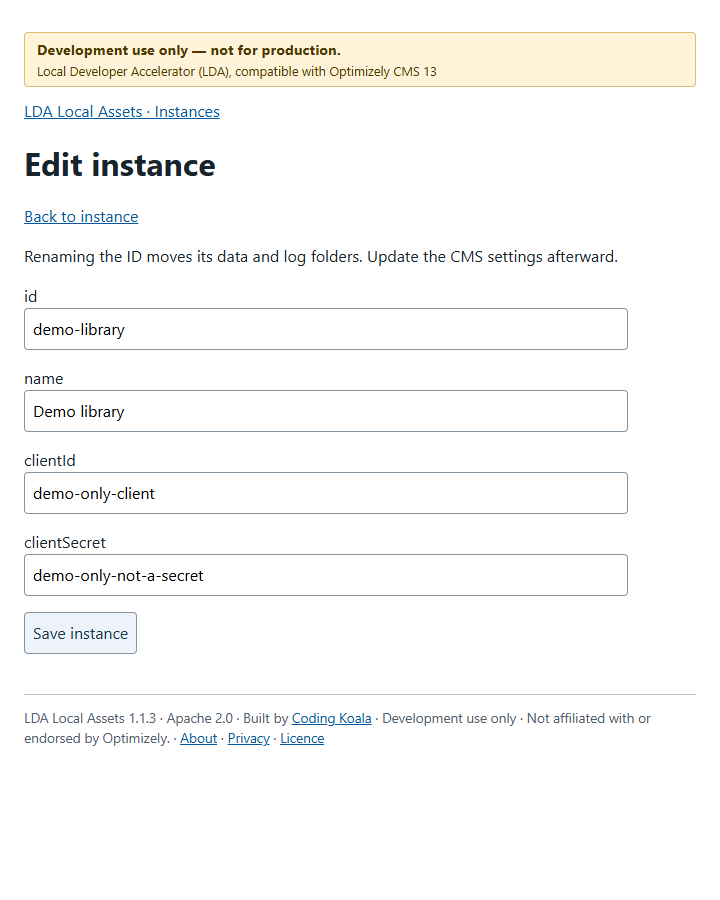 Development use only — not for production.
Local Developer Accelerator (LDA), compatible with Optimizely CMS 13
LDA Local Assets · Instances
Edit instance
Back to instance
Renaming the ID moves its data and log folders. Update the CMS settings afterward.
id
demo-library
name
Demo library
clientId
demo-only-client
clientSecret
demo-only-not-a-secret
Save instance
LDA Local Assets 1.1.3 · Apache 2.0 · Built by Coding Koala · Development use only · Not affiliated with or
endorsed by Optimizely. · About · Privacy · Licence